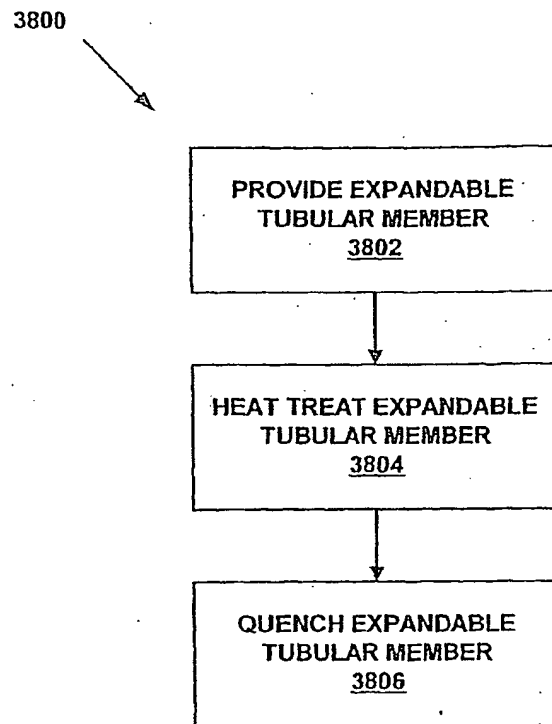 3800
PROVIDE EXPANDABLE
TUBULAR MEMBER
3802
HEAT TREAT EXPANDABLE
TUBULAR MEMBER
3804
QUENCH EXPANDABLE
TUBULAR MEMBER
3806